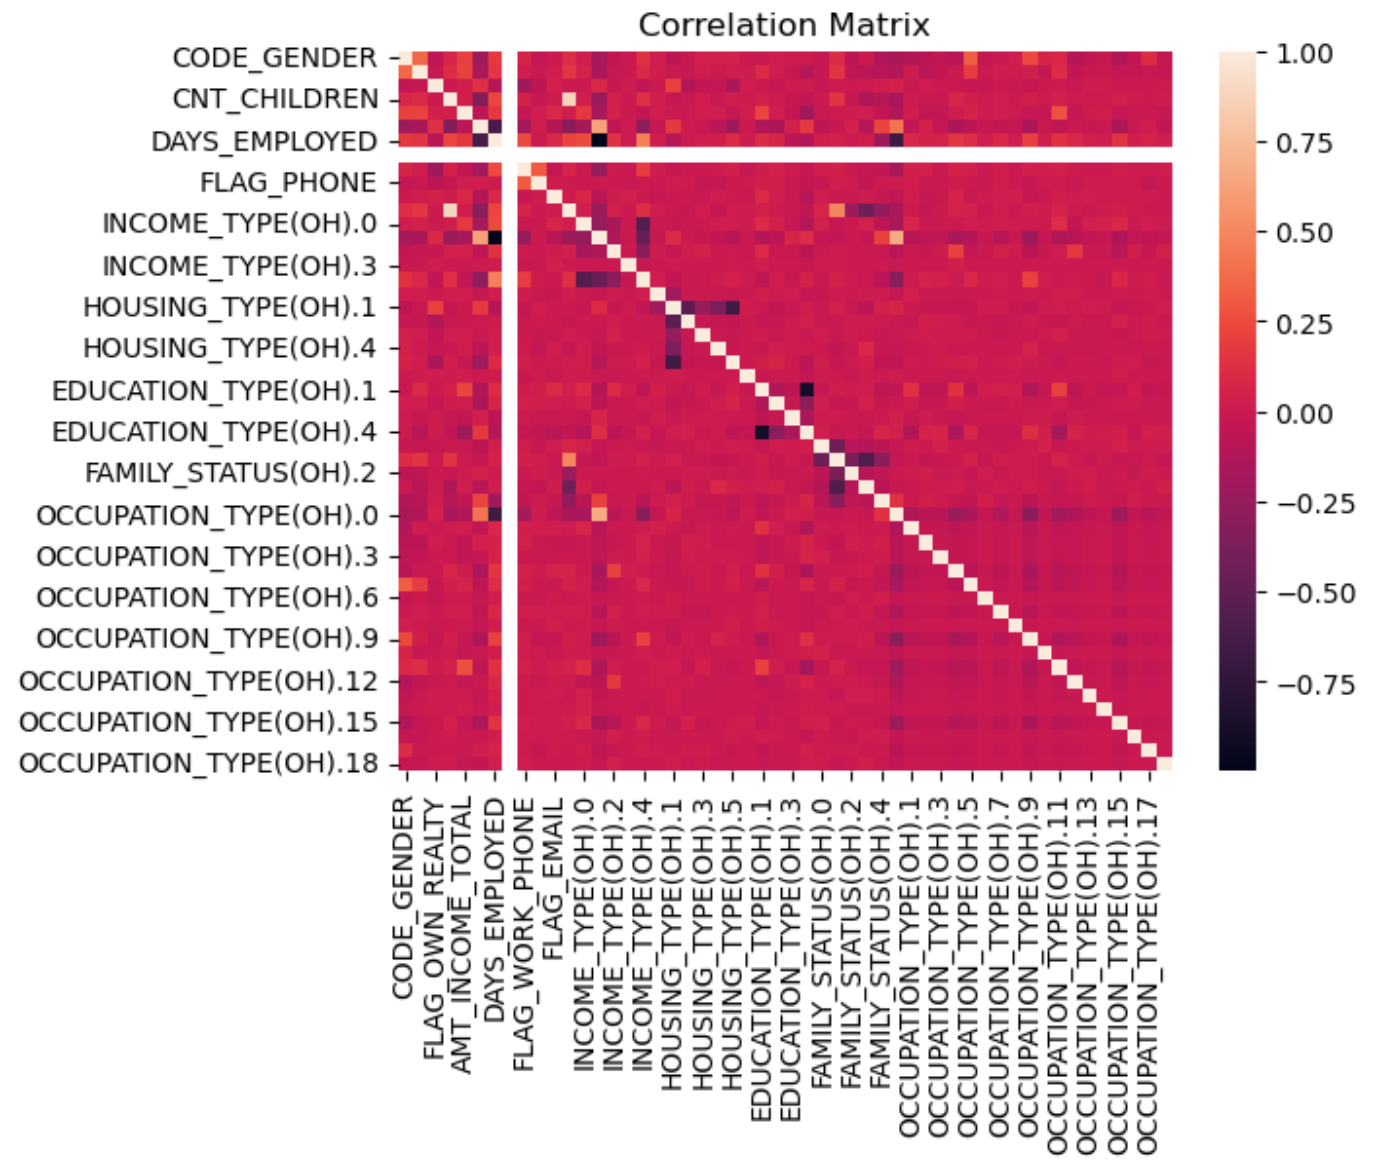 Correlation Matrix
CODE_GENDER
CNT_CHILDREN
DAYS_EMPLOYED
FLAG_PHONE
INCOME_TYPE(OH).0
INCOME_TYPE(OH).3
HOUSING_TYPE(OH).1
HOUSING_TYPE(OH).4
EDUCATION_TYPE(OH).1
EDUCATION_TYPE(OH).4
FAMILY_STATUS(OH).2
OCCUPATION_TYPE(OH).0
OCCUPATION_TYPE(OH).3
OCCUPATION_TYPE(OH).6
OCCUPATION_TYPE(OH).9
OCCUPATION_TYPE(OH).12
OCCUPATION_TYPE(OH).15
OCCUPATION_TYPE(OH).18
CODE_GENDER
FLAG_OWN_REALTY
AMT_INCOME_TOTAL
DAYS_EMPLOYED
FLAG_WORK_PHONE
FLAG_EMAIL
INCOME_TYPE(OH).0
INCOME_TYPE(OH).2
INCOME_TYPE(OH).4
HOUSING_TYPE(OH).1
HOUSING_TYPE(OH).3
HOUSING_TYPE(OH).5
EDUCATION_TYPE(OH).1
EDUCATION_TYPE(OH).3
FAMILY_STATUS(OH).0
FAMILY_STATUS(OH).2
FAMILY_STATUS(OH).4
OCCUPATION_TYPE(OH).1
OCCUPATION_TYPE(OH).3
OCCUPATION_TYPE(OH).5
OCCUPATION_TYPE(OH).7
OCCUPATION_TYPE(OH).9
OCCUPATION_TYPE(OH).11
OCCUPATION_TYPE(OH).13
OCCUPATION_TYPE(OH).15
OCCUPATION_TYPE(OH).17
1.00
0.75
0.50
0.25
0.00
−0.25
−0.50
−0.75